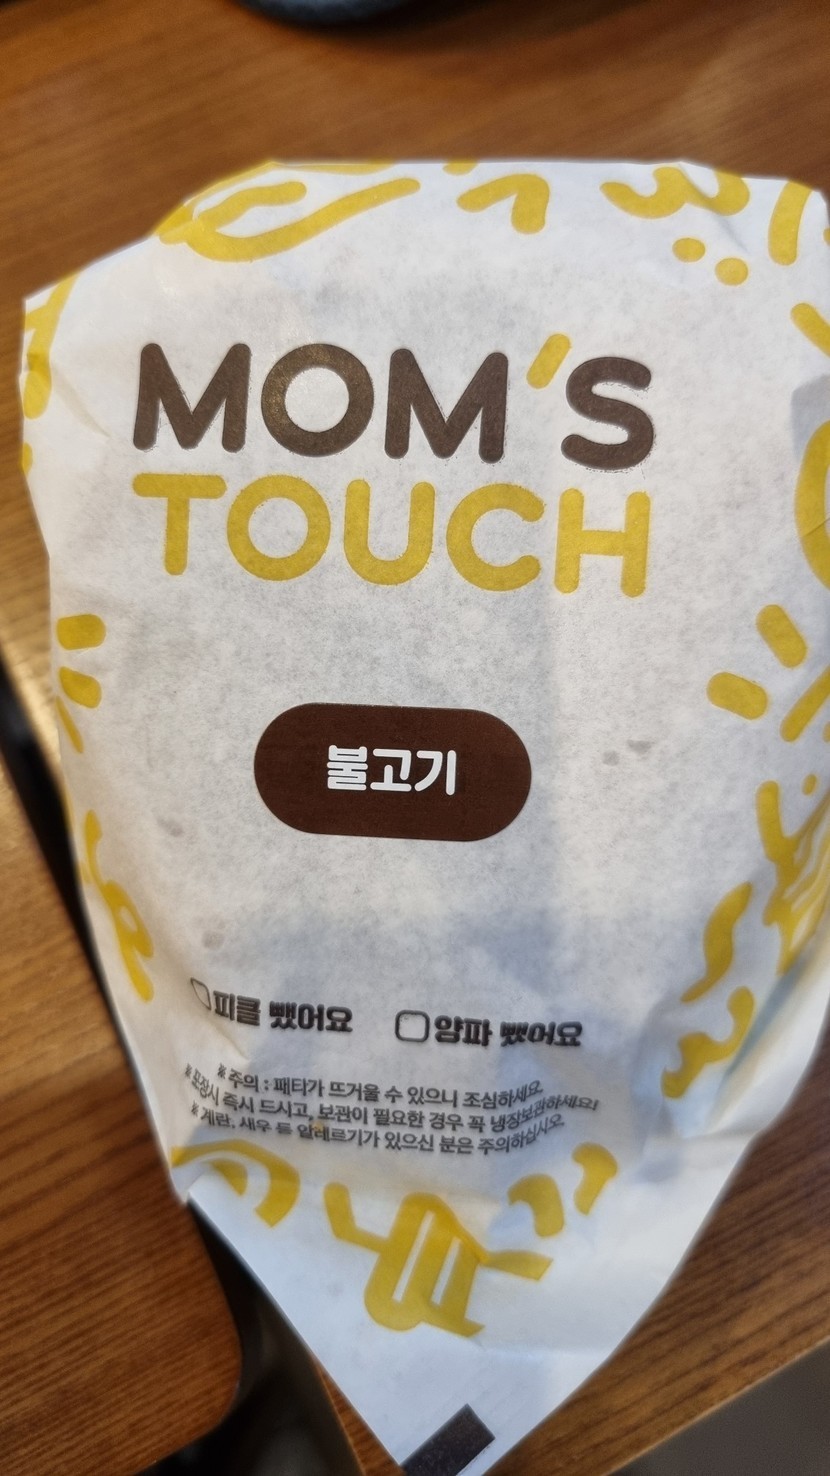 MOM'S
TOUCH
불고기
피클 뺐어요 양파 뺐어요
※주의 : 패티가 뜨거울 수 있으니 조심하세요.
※포장시 즉시 드시고, 보관이 필요한 경우 꼭 냉장보관하세요!
※계란, 새우 등 알레르기가 있으신 분은 주의하십시오.